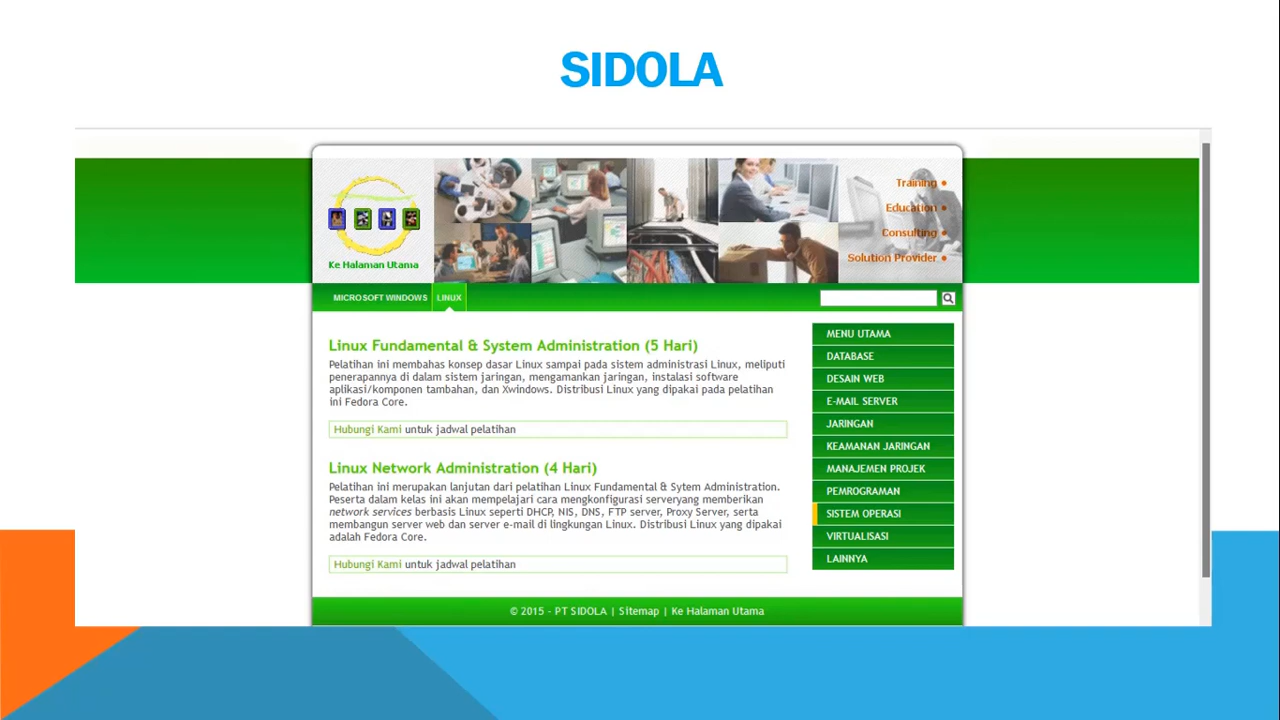 SIDOLA
Training
Education
Consulting
Solution Provider
Ke Halaman Utama
MICROSOFT WINDOWS
LINUX
Linux Fundamental & System Administration (5 Hari)
Pelatihan ini membahas konsep dasar Linux sampai pada sistem administrasi Linux, meliputi
penerapannya di dalam sistem jaringan, mengamankan jaringan, instalasi software
aplikasi/komponen tambahan, dan Xwindows. Distribusi Linux yang dipakai pada pelatihan
ini Fedora Core.
Hubungi Kami untuk jadwal pelatihan
Linux Network Administration (4 Hari)
Pelatihan ini merupakan lanjutan dari pelatihan Linux Fundamental & Sytem Administration.
Peserta dalam kelas ini akan mempelajari cara mengkonfigurasi serveryang memberikan
network services berbasis Linux seperti DHCP, NIS, DNS, FTP server, Proxy Server, serta
membangun server web dan server e-mail di lingkungan Linux. Distribusi Linux yang dipakai
adalah Fedora Core.
Hubungi Kami untuk jadwal pelatihan
MENU UTAMA
DATABASE
DESAIN WEB
E-MAIL SERVER
JARINGAN
KEAMANAN JARINGAN
MANAJEMEN PROJEK
PEMROGRAMAN
SISTEM OPERASI
VIRTUALISASI
LAINNYA
© 2015 - PT SIDOLA | Sitemap | Ke Halaman Utama